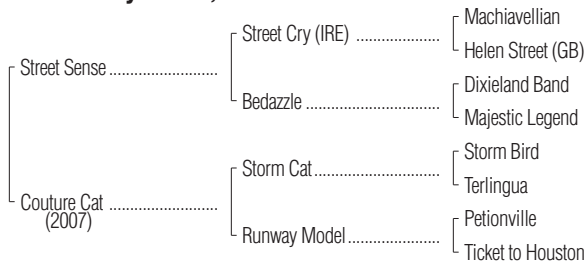 Machiavellian
Street Cry (IRE) ..................
Helen Street (GB)
Street Sense .......................
Dixieland Band
Bedazzle .............................
Majestic Legend
Storm Bird
Storm Cat ............................
Terlingua
Couture Cat .......................
(2007)
Petionville
Runway Model ...................
Ticket to Houston